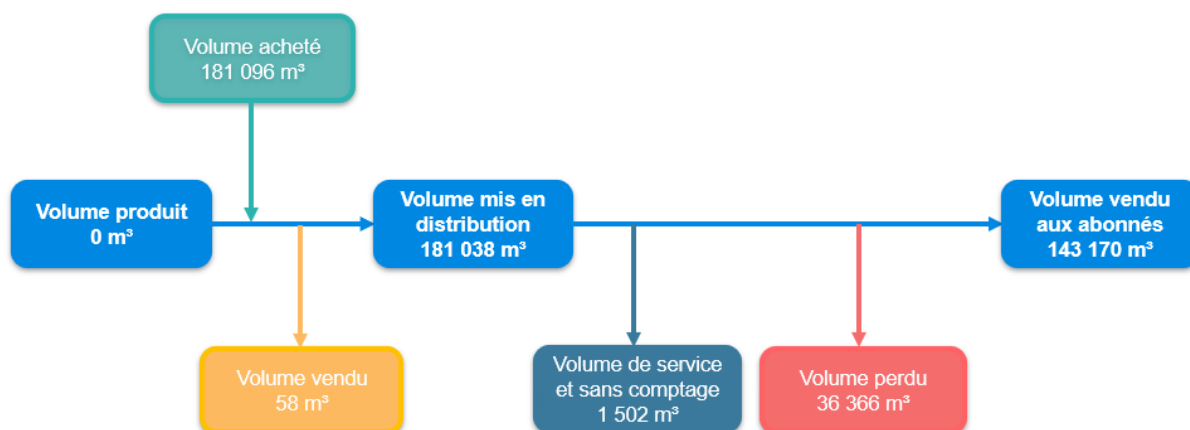 Volume acheté
181 096 m³
Volume produit
0 m³
Volume mis en
distribution
181 038 m³
Volume vendu
aux abonnés
143 170 m³
Volume vendu
58 m³
Volume de service
et sans comptage
1 502 m³
Volume perdu
36 366 m³